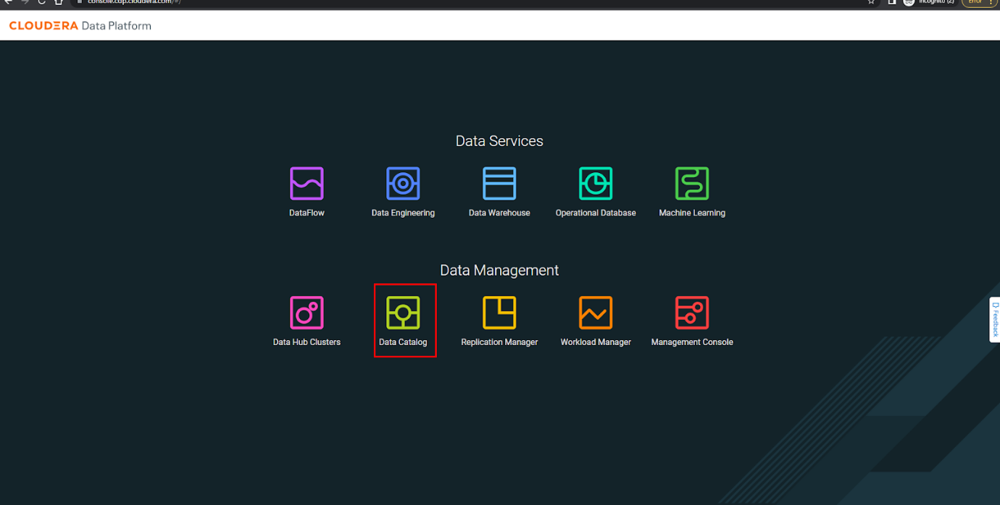 console.cdp.cloudera.com/#/
Incognito (2)
Error
CLOUDERA Data Platform
Data Services
DataFlow
Data Engineering
Data Warehouse
Operational Database
Machine Learning
Data Management
Data Hub Clusters
Data Catalog
Replication Manager
Workload Manager
Management Console
Feedback